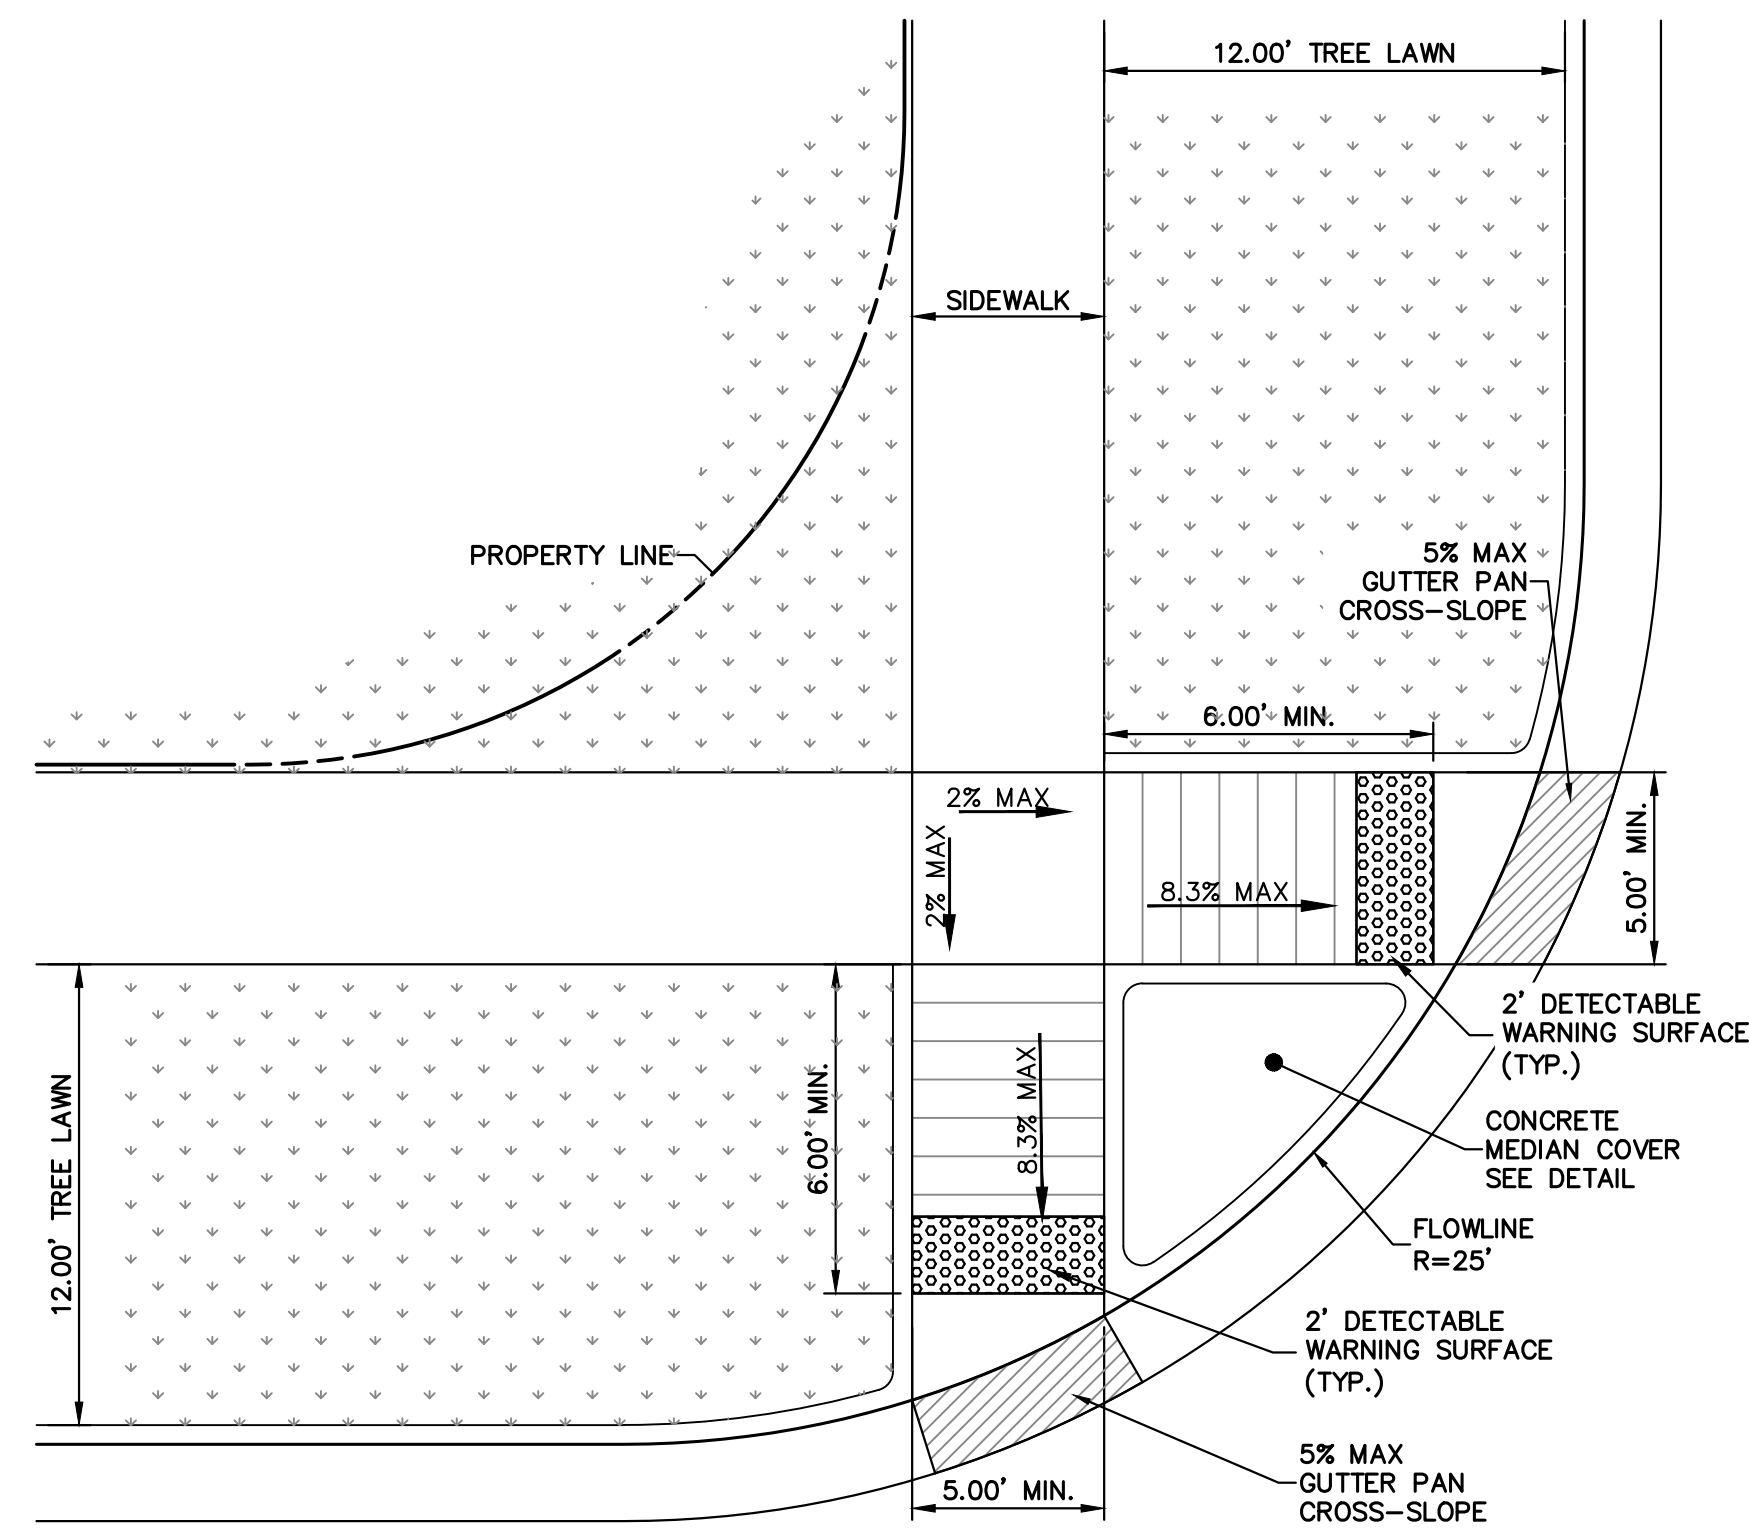 12.00' TREE LAWN
SIDEWALK
PROPERTY LINE
5% MAX
GUTTER PAN
CROSS-SLOPE
6.00' MIN.
2% MAX
2% MAX
8.3% MAX
5.00' MIN.
2' DETECTABLE
WARNING SURFACE
(TYP.)
12.00' TREE LAWN
6.00' MIN.
8.3% MAX
CONCRETE
MEDIAN COVER
SEE DETAIL
FLOWLINE
R=25'
2' DETECTABLE
WARNING SURFACE
(TYP.)
5% MAX
GUTTER PAN
CROSS-SLOPE
5.00' MIN.